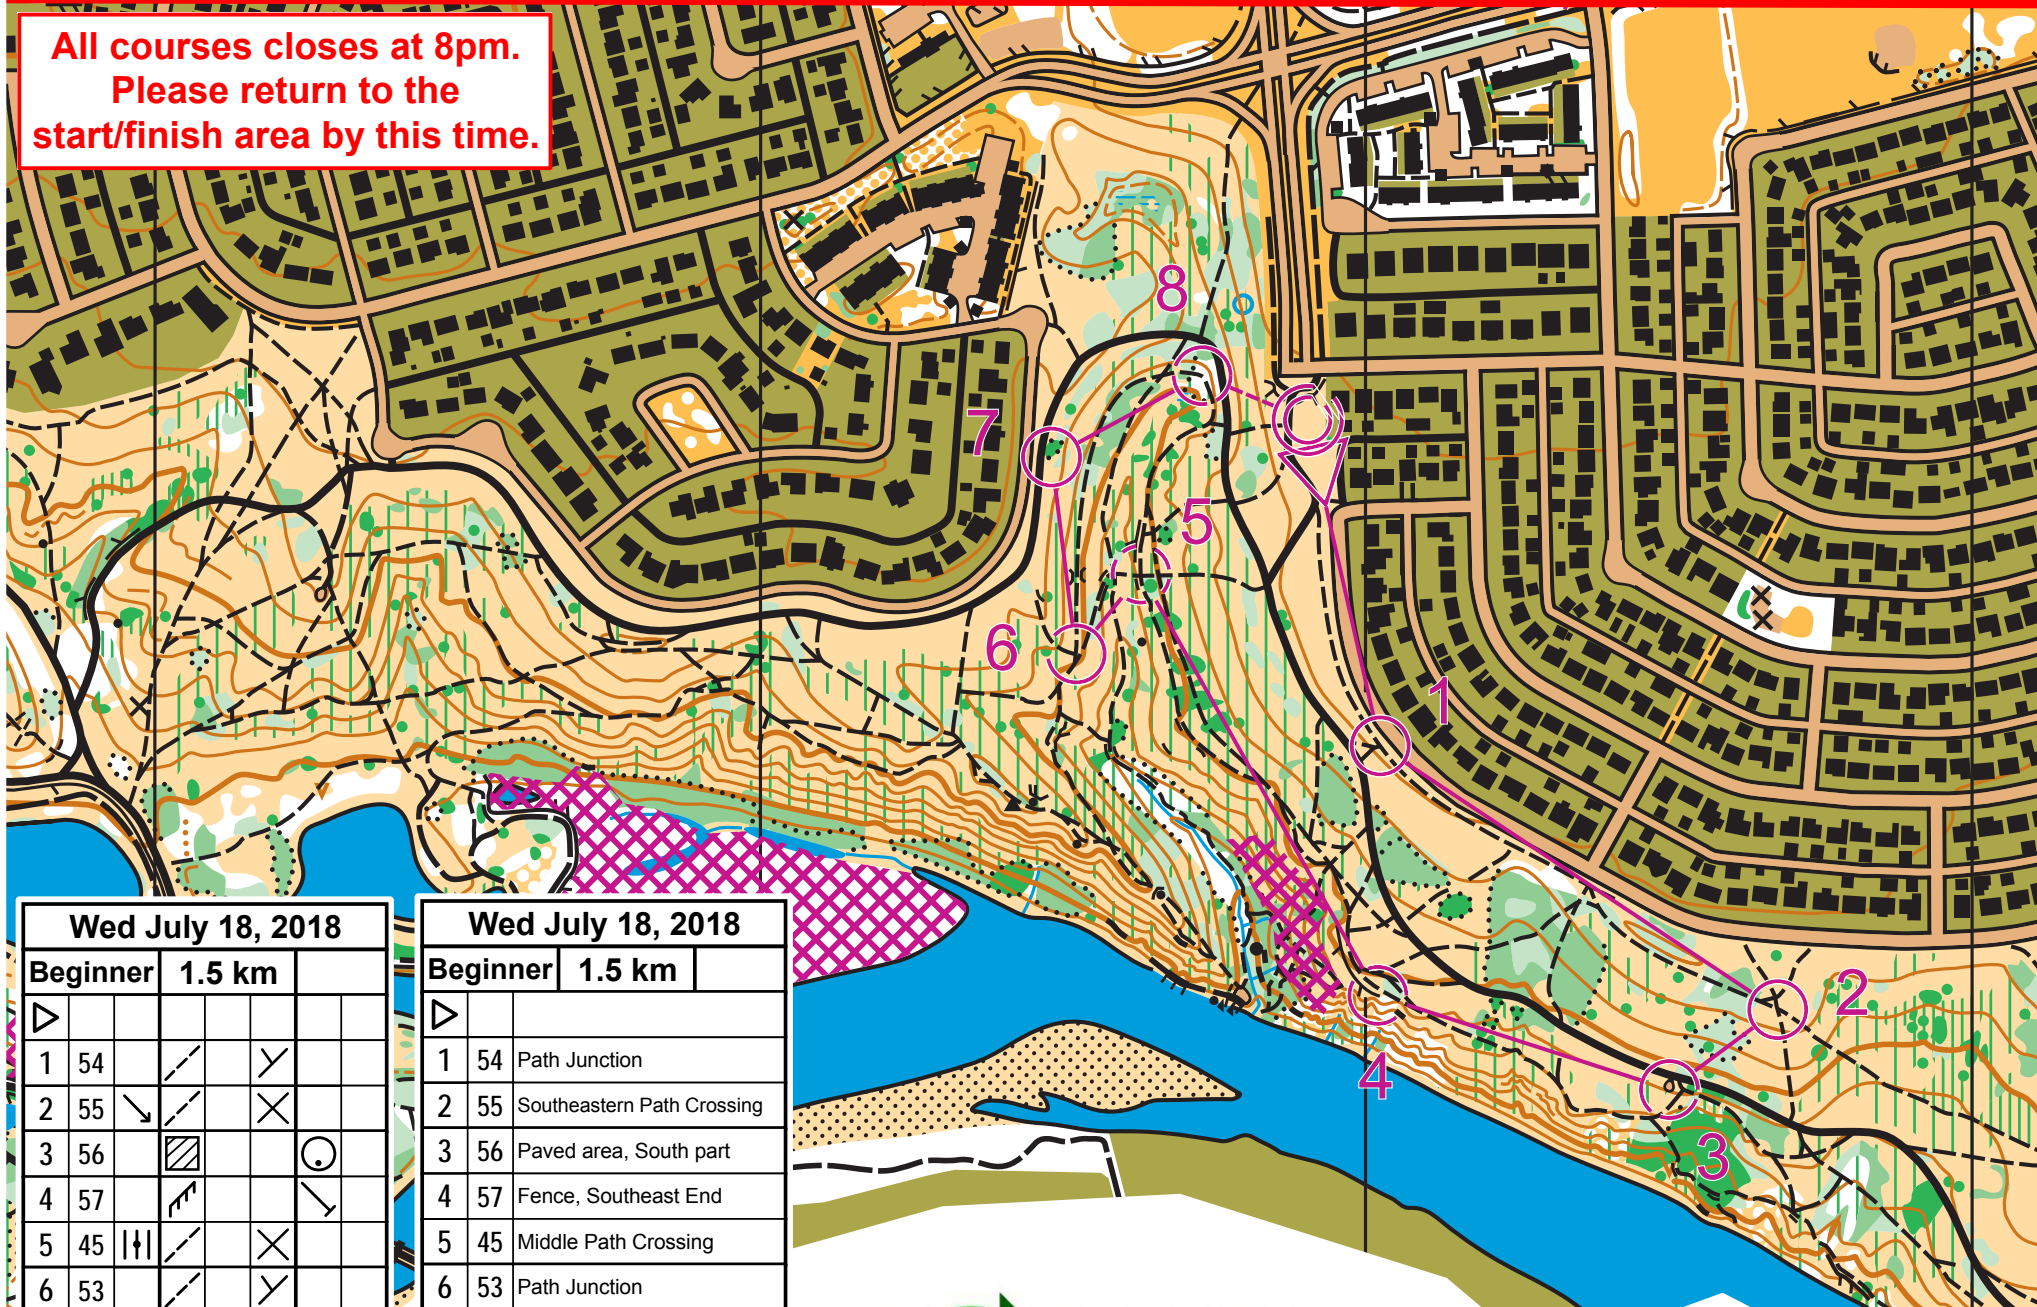 All courses closes at 8pm.
Please return to the
start/finish area by this time.
8
7
5
6
1
2
4
3
Wed July 18, 2018
Beginner 1.5 km
1 54
2 55
3 56
4 57
5 45
6 53
Wed July 18, 2018
Beginner 1.5 km
1 54 Path Junction
2 55 Southeastern Path Crossing
3 56 Paved area, South part
4 57 Fence, Southeast End
5 45 Middle Path Crossing
6 53 Path Junction